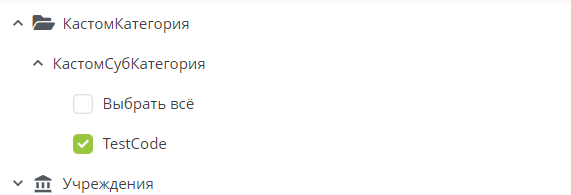 КастомКатегория
КастомСубКатегория
Выбрать всё
TestCode
Учреждения